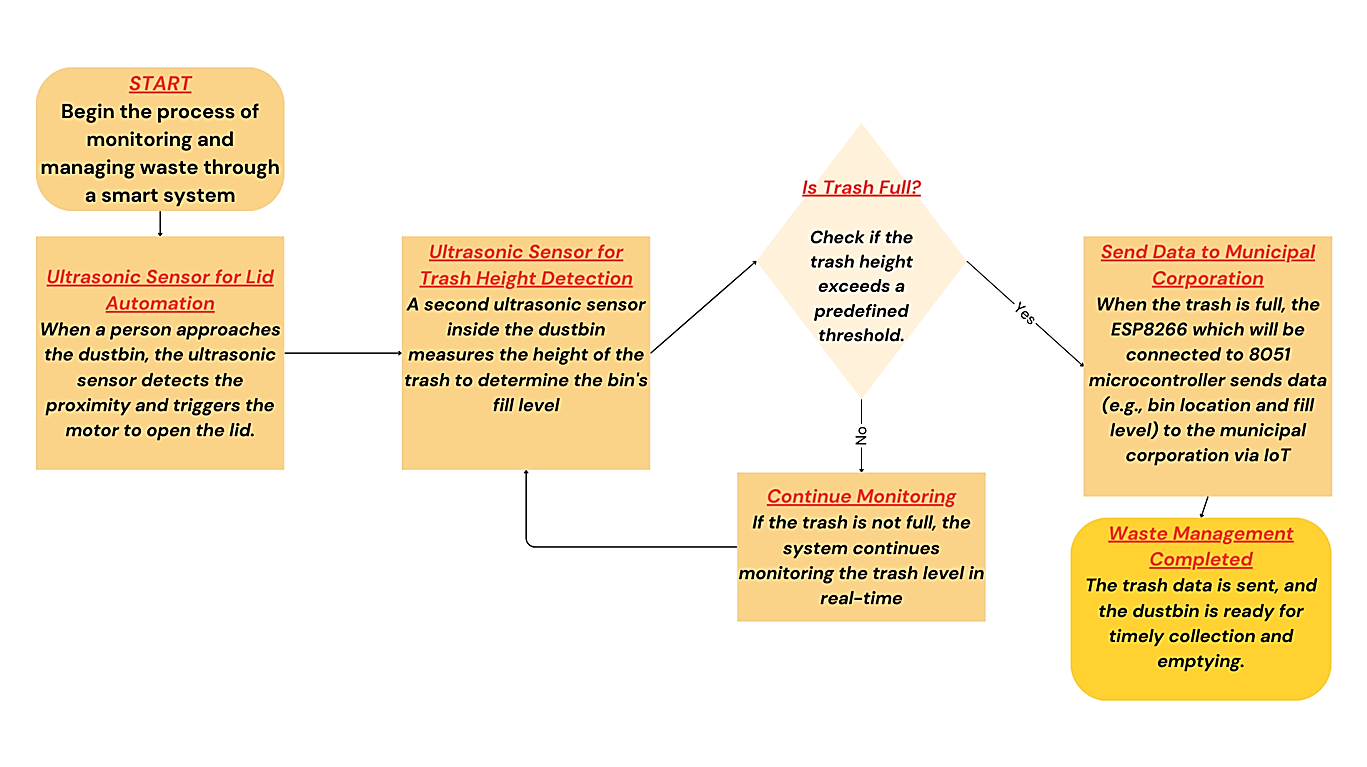 START
Begin the process of
monitoring and
managing waste through
a smart system
Ultrasonic Sensor for Lid
Automation
When a person approaches
the dustbin, the ultrasonic
sensor detects the
proximity and triggers the
motor to open the lid.
Ultrasonic Sensor for
Trash Height Detection
A second ultrasonic sensor
inside the dustbin
measures the height of the
trash to determine the bin's
fill level
Is Trash Full?
Check if the
trash height
exceeds a
predefined
threshold.
No
Continue Monitoring
If the trash is not full, the
system continues
monitoring the trash level in
real-time
Yes
Send Data to Municipal
Corporation
When the trash is full, the
ESP8266 which will be
connected to 8051
microcontroller sends data
(e.g., bin location and fill
level) to the municipal
corporation via IoT
Waste Management
Completed
The trash data is sent, and
the dustbin is ready for
timely collection and
emptying.